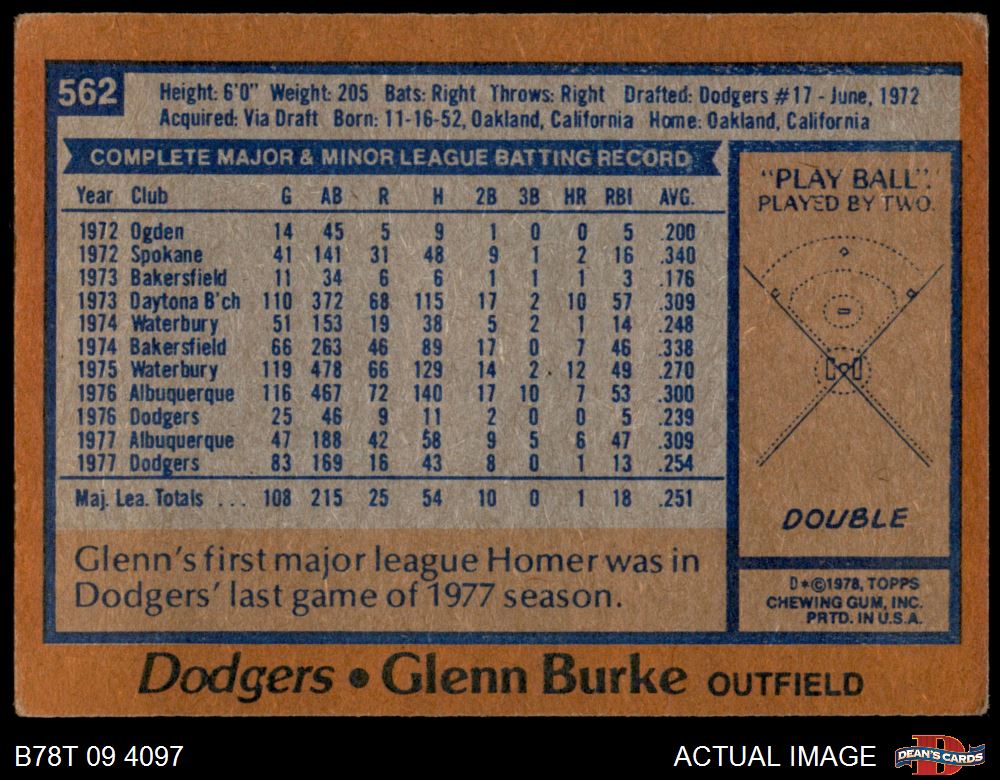 562
Height: 6'0" Weight: 205 Bats: Right Throws: Right Drafted: Dodgers #17 - June, 1972
Acquired: Via Draft Born: 11-16-52, Oakland, California Home: Oakland, California
COMPLETE MAJOR & MINOR LEAGUE BATTING RECORD
Year Club G AB R H 2B 3B HR RBI AVG.
1972 Ogden 14 45 5 9 1 0 0 5 .200
1972 Spokane 41 141 31 48 9 1 2 16 .340
1973 Bakersfield 11 34 6 6 1 1 1 3 .176
1973 Daytona B'ch 110 372 68 115 17 2 10 57 .309
1974 Waterbury 51 153 19 38 5 2 1 14 .248
1974 Bakersfield 66 263 46 89 17 0 7 46 .338
1975 Waterbury 119 478 66 129 14 2 12 49 .270
1976 Albuquerque 116 467 72 140 17 10 7 53 .300
1976 Dodgers 25 46 9 11 2 0 0 5 .239
1977 Albuquerque 47 188 42 58 9 5 6 47 .309
1977 Dodgers 83 169 16 43 8 0 1 13 .254
Maj. Lea. Totals ... 108 215 25 54 10 0 1 18 .251
Glenn's first major league Homer was in
Dodgers' last game of 1977 season.
"PLAY BALL":
PLAYED BY TWO.
DOUBLE
D*©1978, TOPPS
CHEWING GUM, INC.
PRTD. IN U.S.A.
Dodgers • Glenn Burke OUTFIELD
B78T 09 4097
ACTUAL IMAGE
D
DEAN'S CARDS